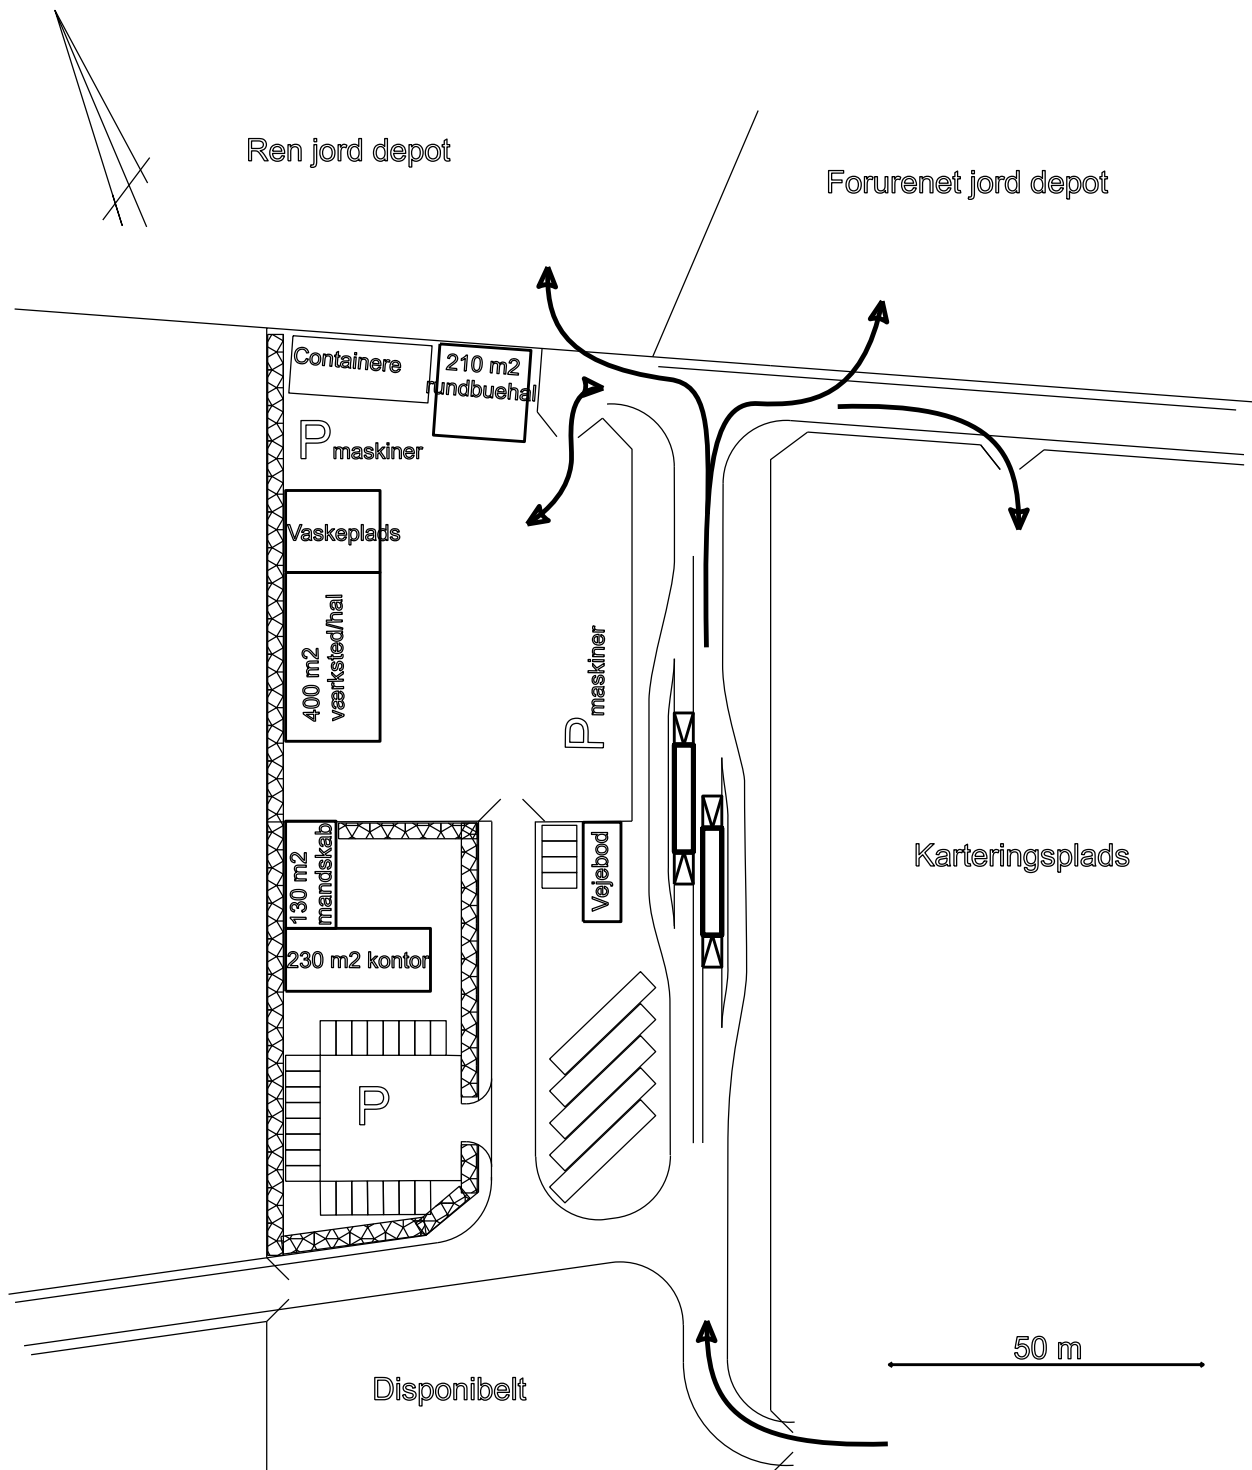 Ren jord depot
Forurenet jord depot
Containere
210 m2
rundbuehal
P maskiner
Vaskeplads
400 m2
værksted/hal
P maskiner
130 m2
mandskab
Vejebod
Karteringsplads
230 m2 kontor
P
50 m
Disponibelt